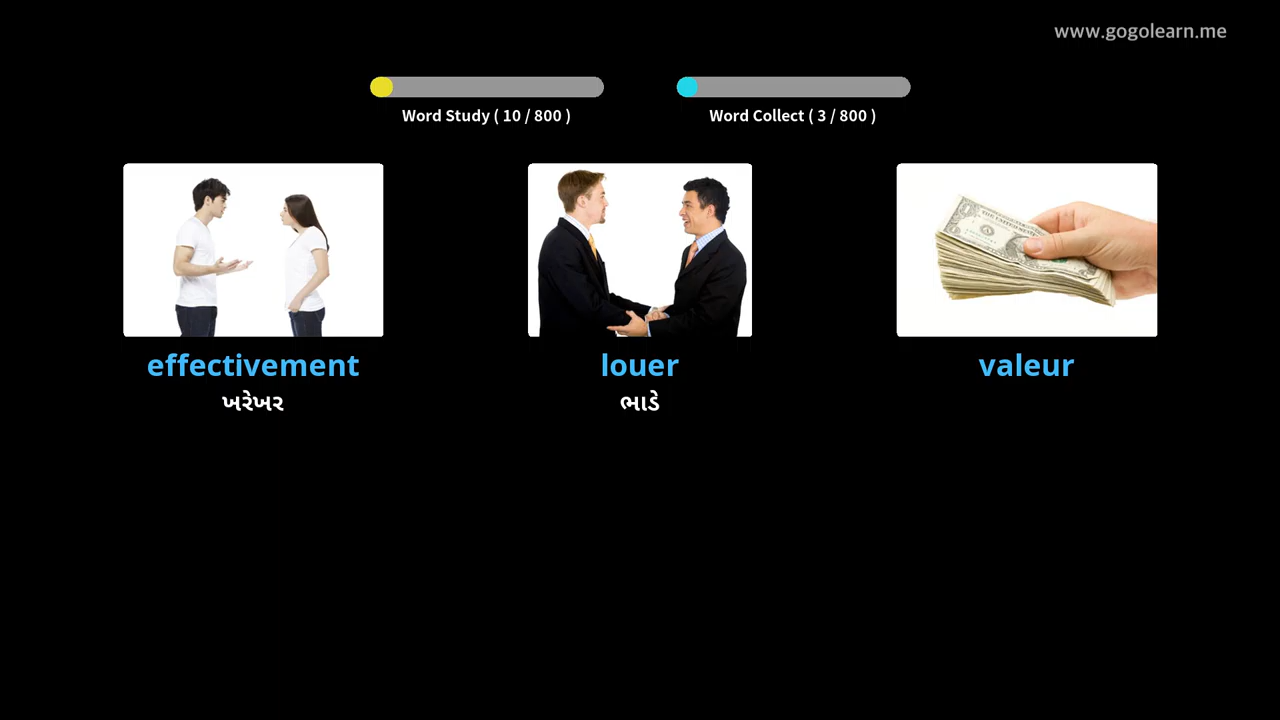 www.gogolearn.me
Word Study ( 10 / 800 )
Word Collect ( 3 / 800 )
effectivement
ખરેખર
louer
ભાડે
valeur